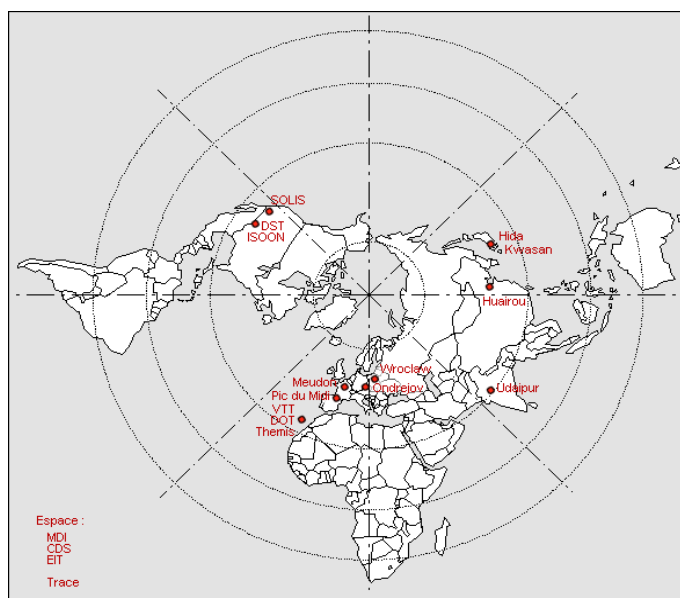 SOLIS
DST
ISOON
Hida
Kwasan
Huairou
Wroclaw
Meudon
Ondrejov
Pic du Midi
Udaipur
VTT
DOT
Themis
Espace :
MDI
CDS
EIT
Trace